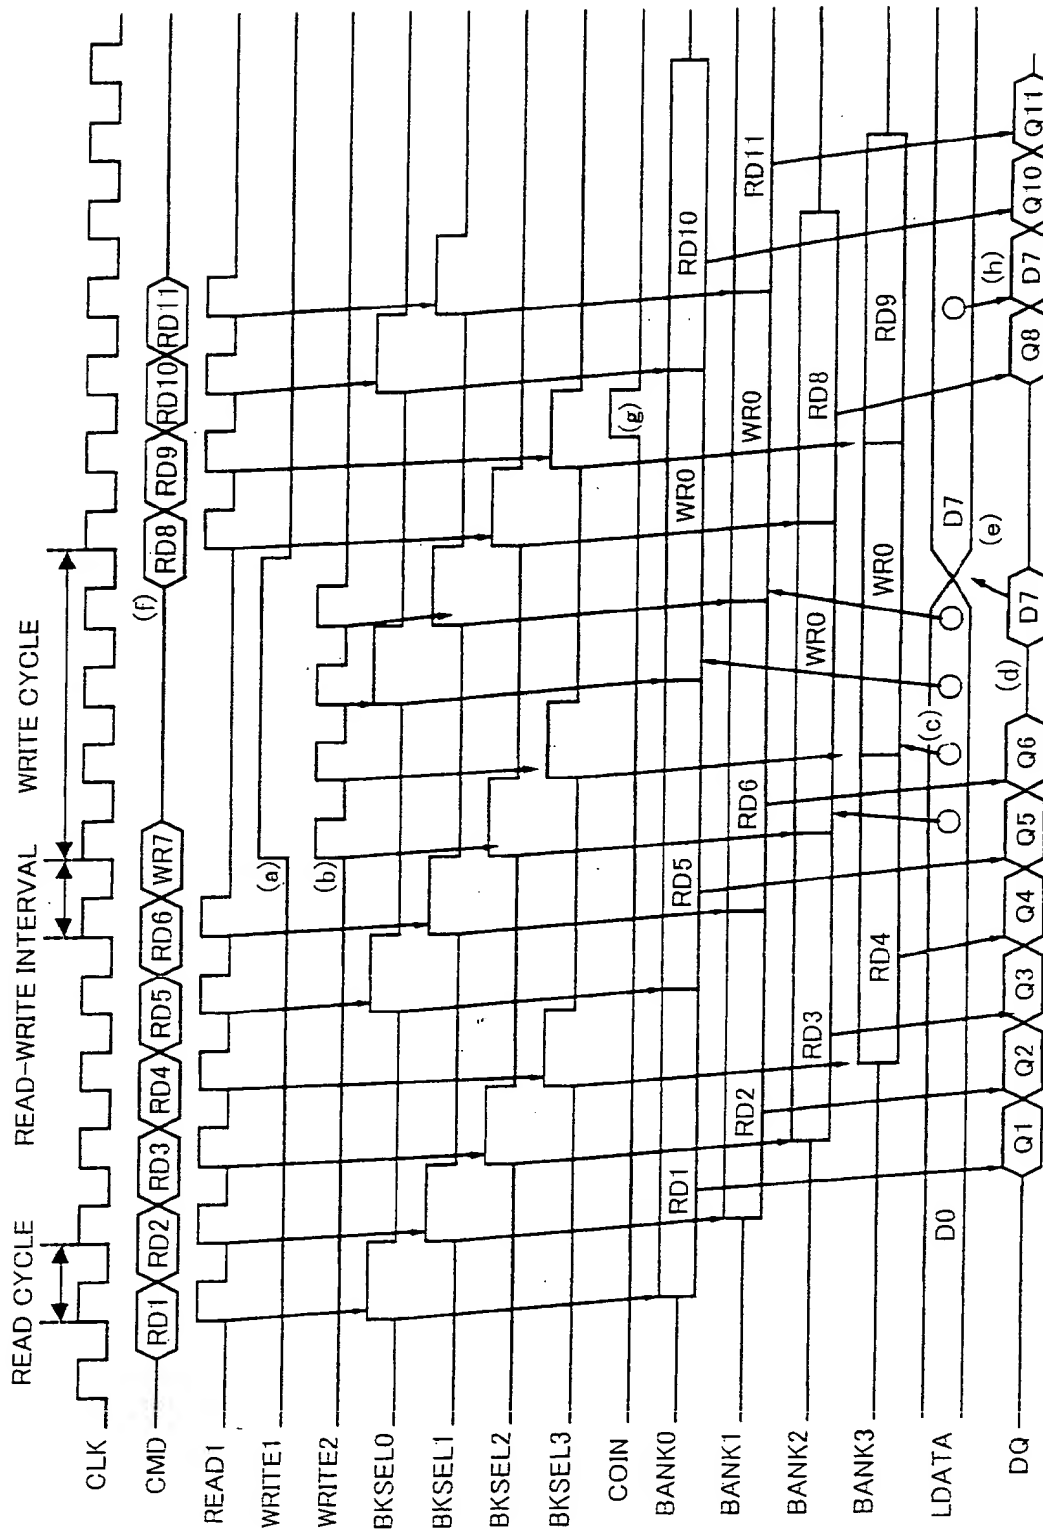 READ CYCLE READ-WRITE INTERVAL WRITE CYCLE
CLK
CMD RD1 RD2 RD3 RD4 RD5 RD6 WR7 (f) RD8 RD9 RD10 RD11
READ1
WRITE1 (a)
WRITE2 (b)
BKSEL0
BKSEL1
BKSEL2
BKSEL3
COIN (g)
BANK0 RD1 RD5 WR0 RD10
BANK1 RD2 RD6 WR0 RD11
BANK2 RD3 WR0 RD8
BANK3 RD4 WR0 RD9
LDATA D0 (c) D7
(d) (e) (h)
DQ Q1 Q2 Q3 Q4 Q5 Q6 D7 Q8 D7 Q10 Q11